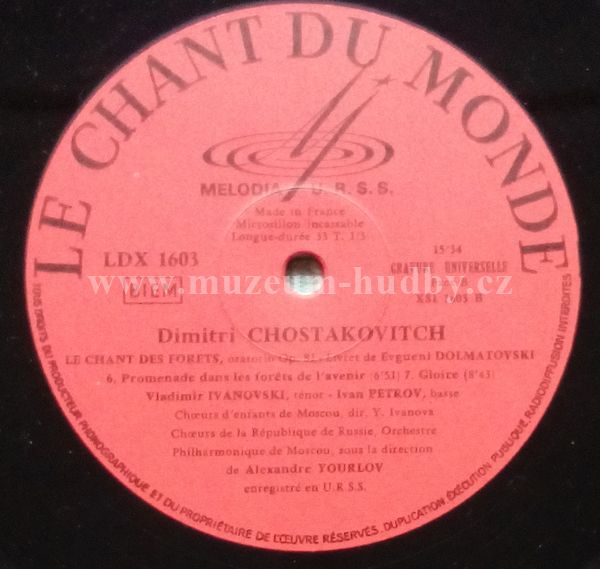 LE CHANT DU MONDE
MELODIA U.R.S.S.
Made in France
Microsillon Incassable
Longue-durée 33 T. 1/3
LDX 1603
BIEM
15'34
GRAVURE UNIVERSELLE
XSL 1603 B
www.muzeum-hudby.cz
Dimitri CHOSTAKOVITCH
LE CHANT DES FORETS, oratorio Op. 81 - Livret de Evgueni DOLMATOVSKI
6. Promenade dans les forêts de l'avenir (6'51) 7. Gloire (8'43)
Vladimir IVANOVSKI, ténor - Ivan PETROV, basse
Chœurs d'enfants de Moscou, dir. Y. Ivanova
Chœurs de la République de Russie, Orchestre
Philharmonique de Moscou, sous la direction
de Alexandre YOURLOV
enregistré en U.R.S.S.
TOUS DROITS DU PRODUCTEUR PHONOGRAPHIQUE ET DU PROPRIÉTAIRE DE L'ŒUVRE RÉSERVÉS. DUPLICATION, EXÉCUTION PUBLIQUE, RADIODIFFUSION INTERDITES